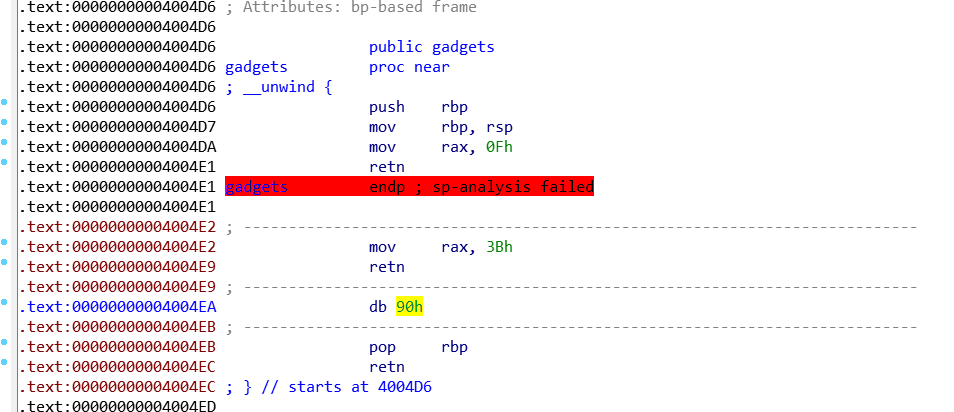 .text:00000000004004D6 ; Attributes: bp-based frame
.text:00000000004004D6
.text:00000000004004D6                 public gadgets
.text:00000000004004D6 gadgets         proc near
.text:00000000004004D6 ; __unwind {
.text:00000000004004D6                 push    rbp
.text:00000000004004D7                 mov     rbp, rsp
.text:00000000004004DA                 mov     rax, 0Fh
.text:00000000004004E1                 retn
.text:00000000004004E1 gadgets         endp ; sp-analysis failed
.text:00000000004004E1
.text:00000000004004E2 ; ---------------------------------------------------------------------------
.text:00000000004004E2                 mov     rax, 3Bh
.text:00000000004004E9                 retn
.text:00000000004004E9 ; ---------------------------------------------------------------------------
.text:00000000004004EA                 db 90h
.text:00000000004004EB ; ---------------------------------------------------------------------------
.text:00000000004004EB                 pop     rbp
.text:00000000004004EC                 retn
.text:00000000004004EC ; } // starts at 4004D6
.text:00000000004004ED